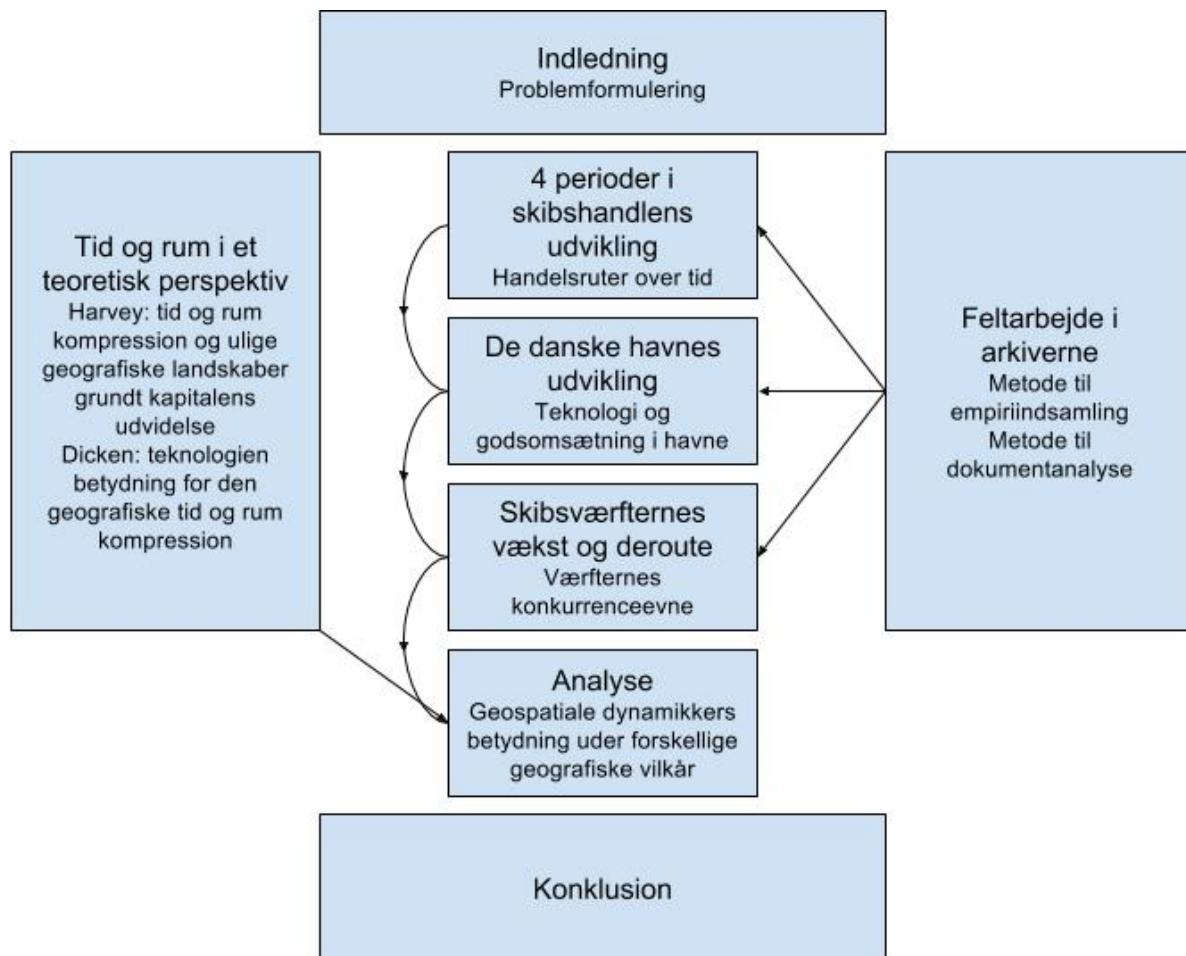 Indledning
Problemformulering
Tid og rum i et
teoretisk perspektiv
Harvey: tid og rum
kompression og ulige
geografiske landskaber
grundt kapitalens
udvidelse
Dicken: teknologien
betydning for den
geografiske tid og rum
kompression
4 perioder i
skibshandlens
udvikling
Handelsruter over tid
De danske havnes
udvikling
Teknologi og
godsomsætning i havne
Skibsværfternes
vækst og deroute
Værfternes
konkurrenceevne
Analyse
Geospatiale dynamikkers
betydning uder forskellige
geografiske vilkår
Feltarbejde i
arkiverne
Metode til
empiriindsamling
Metode til
dokumentanalyse
Konklusion